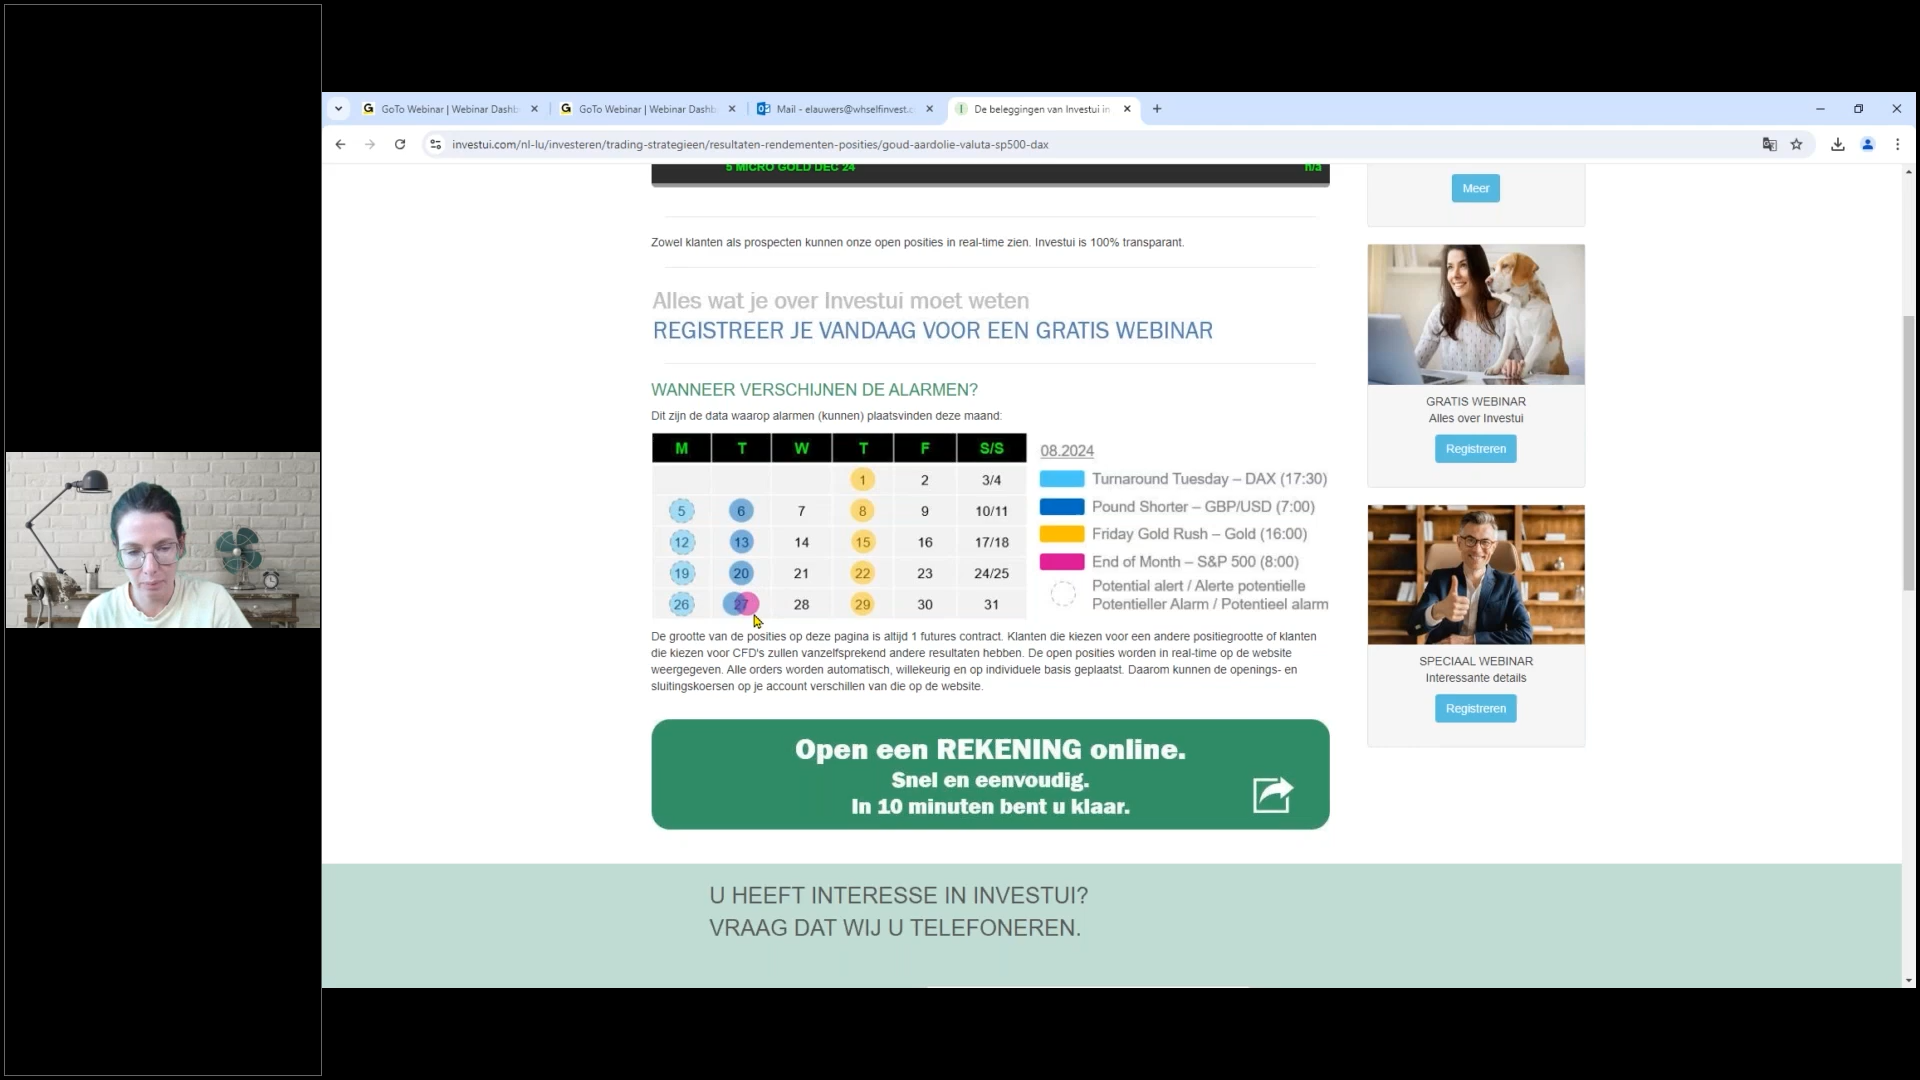 GoTo Webinar | Webinar Dashb
GoTo Webinar | Webinar Dashb
Mail - elauwers@whselfinvest.c
De beleggingen van Investui in
investui.com/nl-lu/investeren/trading-strategieen/resultaten-rendementen-posities/goud-aardolie-valuta-sp500-dax
5 MICRO GOLD DEC 24 n/a
Zowel klanten als prospecten kunnen onze open posities in real-time zien. Investui is 100% transparant.
Alles wat je over Investui moet weten
REGISTREER JE VANDAAG VOOR EEN GRATIS WEBINAR
WANNEER VERSCHIJNEN DE ALARMEN?
Dit zijn de data waarop alarmen (kunnen) plaatsvinden deze maand:
M T W T F S/S
1 2 3/4
5 6 7 8 9 10/11
12 13 14 15 16 17/18
19 20 21 22 23 24/25
26 27 28 29 30 31
08.2024
Turnaround Tuesday – DAX (17:30)
Pound Shorter – GBP/USD (7:00)
Friday Gold Rush – Gold (16:00)
End of Month – S&P 500 (8:00)
Potential alert / Alerte potentielle
Potentieller Alarm / Potentieel alarm
De grootte van de posities op deze pagina is altijd 1 futures contract. Klanten die kiezen voor een andere positiegrootte of klanten
die kiezen voor CFD's zullen vanzelfsprekend andere resultaten hebben. De open posities worden in real-time op de website
weergegeven. Alle orders worden automatisch, willekeurig en op individuele basis geplaatst. Daarom kunnen de openings- en
sluitingskoersen op je account verschillen van die op de website.
Open een REKENING online.
Snel en eenvoudig.
In 10 minuten bent u klaar.
U HEEFT INTERESSE IN INVESTUI?
VRAAG DAT WIJ U TELEFONEREN.
Meer
GRATIS WEBINAR
Alles over Investui
Registreren
SPECIAAL WEBINAR
Interessante details
Registreren